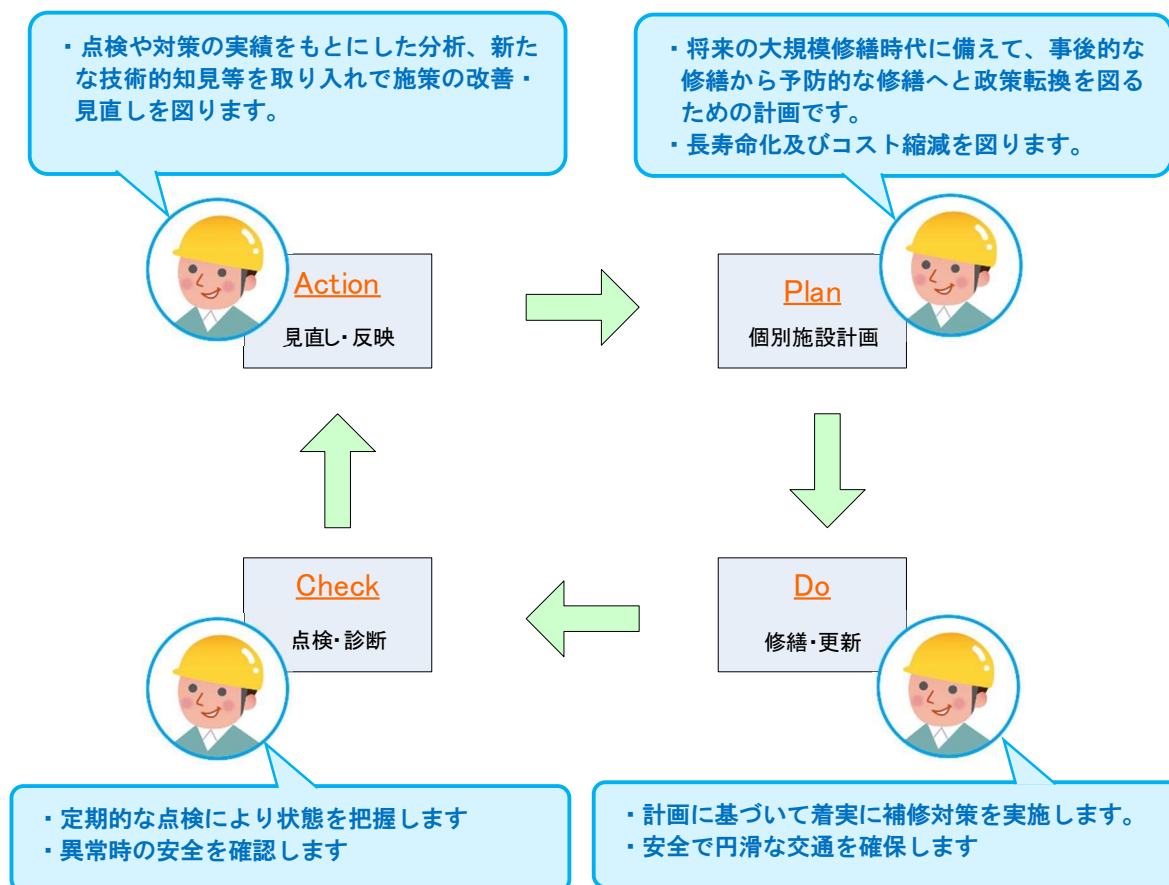 ・点検や対策の実績をもとにした分析、新た
な技術的知見等を取り入れで施策の改善・
見直しを図ります。
・将来の大規模修繕時代に備えて、事後的な
修繕から予防的な修繕へと政策転換を図る
ための計画です。
・長寿命化及びコスト縮減を図ります。
Action
見直し・反映
Plan
個別施設計画
Check
点検・診断
Do
修繕・更新
・定期的な点検により状態を把握します
・異常時の安全を確認します
・計画に基づいて着実に補修対策を実施します。
・安全で円滑な交通を確保します